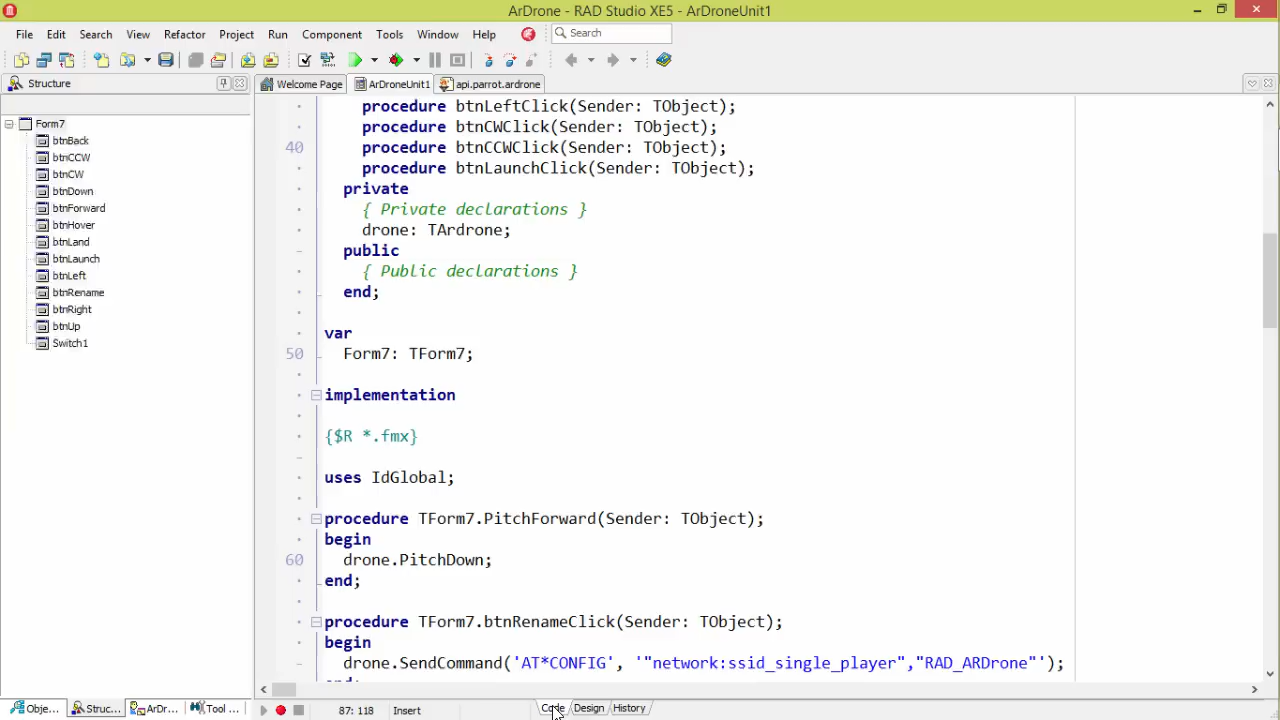 ArDrone - RAD Studio XE5 - ArDroneUnit1
File Edit Search View Refactor Project Run Component Tools Window Help Search
Structure
Welcome Page ArDroneUnit1 api.parrot.ardrone
Form7
btnBack
btnCCW
btnCW
btnDown
btnForward
btnHover
btnLand
btnLaunch
btnLeft
btnRename
btnRight
btnUp
Switch1
procedure btnLeftClick(Sender: TObject);
procedure btnCWClick(Sender: TObject);
40 procedure btnCCWClick(Sender: TObject);
procedure btnLaunchClick(Sender: TObject);
private
{ Private declarations }
drone: TArdrone;
public
{ Public declarations }
end;
var
50 Form7: TForm7;
implementation
{$R *.fmx}
uses IdGlobal;
procedure TForm7.PitchForward(Sender: TObject);
begin
60 drone.PitchDown;
end;
procedure TForm7.btnRenameClick(Sender: TObject);
begin
drone.SendCommand('AT*CONFIG', '"network:ssid_single_player","RAD_ARDrone"');
end;
Obje... Struc... ArDr... Tool ... 87: 118 Insert Code Design History